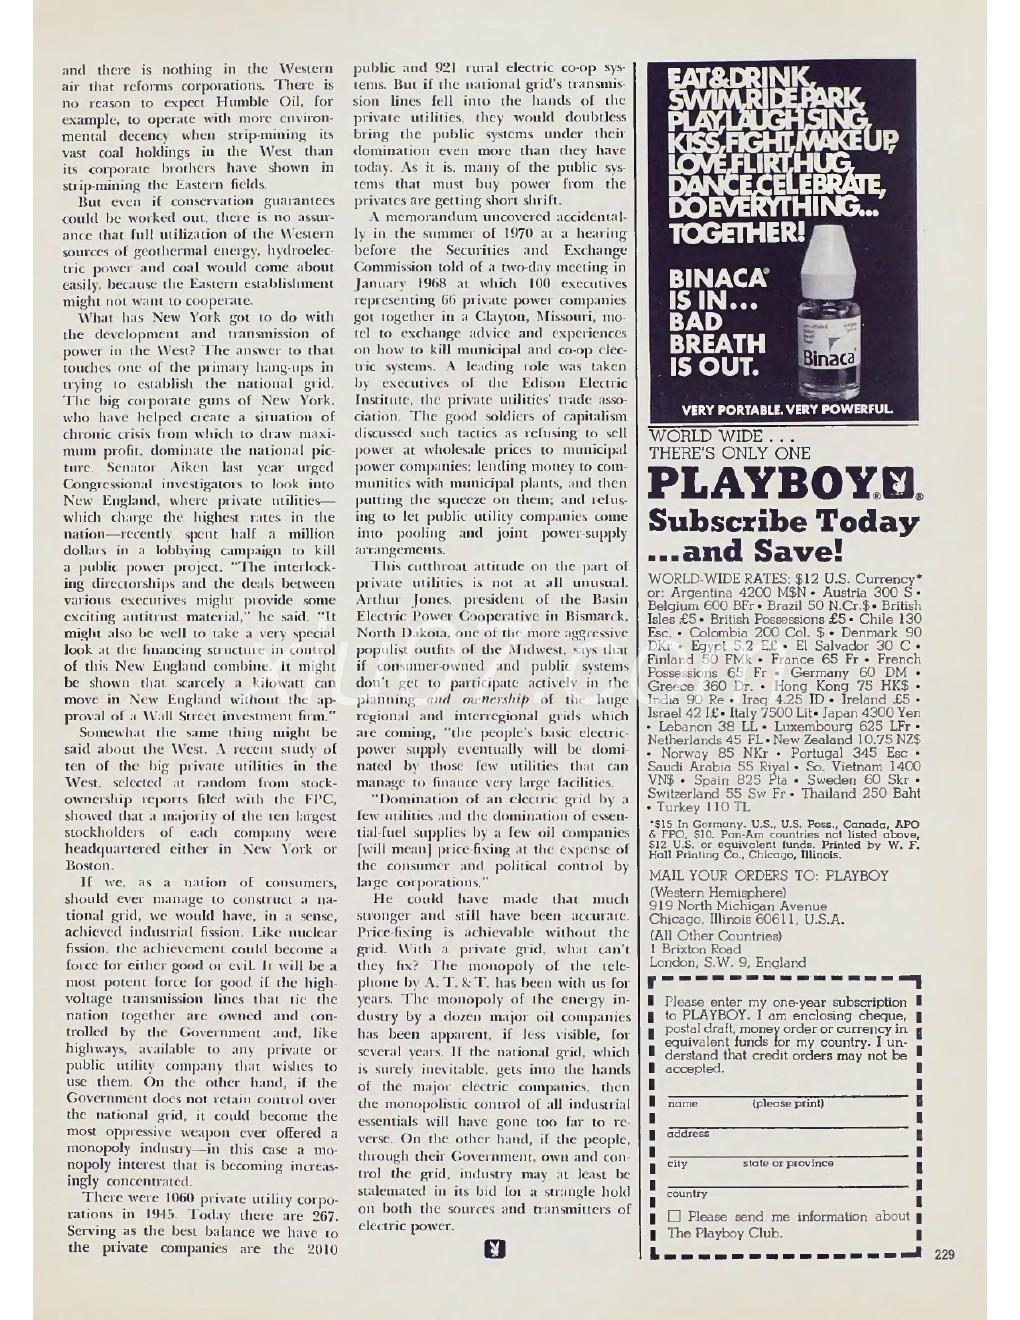 and there is nothing in the Western
air that reforms corporations. There is
no reason to expect Humble Oil, for
example, to operate with more environ-
mental decency when strip-mining its
vast coal holdings in the West than
its corporate brothers have shown in
strip-mining the Eastern fields.
But even if conservation guarantees
could be worked out, there is no assur-
ance that full utilization of the Western
sources of geothermal energy, hydroelec-
tric power and coal would come about
easily, because the Eastern establishment
might not want to cooperate.
What has New York got to do with
the development and transmission of
power in the West? The answer to that
touches one of the primary hang-ups in
trying to establish the national grid.
The big corporate guns of New York,
who have helped create a situation of
chronic crisis from which to draw maxi-
mum profit, dominate the national pic-
ture. Senator Aiken last year urged
Congressional investigators to look into
New England, where private utilities—
which charge the highest rates in the
nation—recently spent half a million
dollars in a lobbying campaign to kill
a public power project. "The interlock-
ing directorships and the deals between
various executives might provide some
exciting antitrust material," he said. "It
might also be well to take a very special
look at the financing structure in control
of this New England combine. It might
be shown that scarcely a kilowatt can
move in New England without the ap-
proval of a Wall Street investment firm."
Somewhat the same thing might be
said about the West. A recent study of
ten of the big private utilities in the
West, selected at random from stock-
ownership reports filed with the FPC,
showed that a majority of the ten largest
stockholders of each company were
headquartered either in New York or
Boston.
If we, as a nation of consumers,
should ever manage to construct a na-
tional grid, we would have, in a sense,
achieved industrial fission. Like nuclear
fission, the achievement could become a
force for either good or evil. It will be a
most potent force for good if the high-
voltage transmission lines that tie the
nation together are owned and con-
trolled by the Government and, like
highways, available to any private or
public utility company that wishes to
use them. On the other hand, if the
Government does not retain control over
the national grid, it could become the
most oppressive weapon ever offered a
monopoly industry—in this case a mo-
nopoly interest that is becoming increas-
ingly concentrated.
There were 1060 private utility corpo-
rations in 1945. Today there are 267.
Serving as the best balance we have to
the private companies are the 2010
public and 921 rural electric co-op sys-
tems. But if the national grid's transmis-
sion lines fell into the hands of the
private utilities, they would doubtless
bring the public systems under their
domination even more than they have
today. As it is, many of the public sys-
tems that must buy power from the
privates are getting short shrift.
A memorandum uncovered accidental-
ly in the summer of 1970 at a hearing
before the Securities and Exchange
Commission told of a two-day meeting in
January 1968 at which 100 executives
representing 66 private power companies
got together in a Clayton, Missouri, mo-
tel to exchange advice and experiences
on how to kill municipal and co-op elec-
tric systems. A leading role was taken
by executives of the Edison Electric
Institute, the private utilities' trade asso-
ciation. The good soldiers of capitalism
discussed such tactics as refusing to sell
power at wholesale prices to municipal
power companies; lending money to com-
munities with municipal plants, and then
putting the squeeze on them; and refus-
ing to let public utility companies come
into pooling and joint power-supply
arrangements.
This cutthroat attitude on the part of
private utilities is not at all unusual.
Arthur Jones, president of the Basin
Electric Power Cooperative in Bismarck,
North Dakota, one of the more aggressive
populist outfits of the Midwest, says that
if consumer-owned and public systems
don't get to participate actively in the
planning and ownership of the huge
regional and interregional grids which
are coming, "the people's basic electric-
power supply eventually will be domi-
nated by those few utilities that can
manage to finance very large facilities.
"Domination of an electric grid by a
few utilities and the domination of essen-
tial-fuel supplies by a few oil companies
[will mean] price-fixing at the expense of
the consumer and political control by
large corporations."
He could have made that much
stronger and still have been accurate.
Price-fixing is achievable without the
grid. With a private grid, what can't
they fix? The monopoly of the tele-
phone by A. T. & T. has been with us for
years. The monopoly of the energy in-
dustry by a dozen major oil companies
has been apparent, if less visible, for
several years. If the national grid, which
is surely inevitable, gets into the hands
of the major electric companies, then
the monopolistic control of all industrial
essentials will have gone too far to re-
verse. On the other hand, if the people,
through their Government, own and con-
trol the grid, industry may at least be
stalemated in its bid for a strangle hold
on both the sources and transmitters of
electric power.
EAT&DRINK,
SWIM,RIDE,PARK,
PLAY,LAUGH,SING,
KISS,FIGHT,MAKE UP,
LOVE,FLIRT,HUG,
DANCE,CELEBRATE,
DO EVERYTHING...
TOGETHER!
BINACA®
IS IN...
BAD
BREATH
IS OUT.
Binaca
VERY PORTABLE. VERY POWERFUL.
WORLD WIDE . . .
THERE'S ONLY ONE
PLAYBOY®
Subscribe Today
...and Save!
WORLD-WIDE RATES: $12 U.S. Currency*
or: Argentina 4200 M$N • Austria 300 S •
Belgium 600 BFr • Brazil 50 N.Cr.$ • British
Isles £5 • British Possessions £5 • Chile 130
Esc. • Colombia 200 Col. $ • Denmark 90
DKr • Egypt 5.2 E£ • El Salvador 30 C •
Finland 50 FMk • France 65 Fr • French
Possessions 65 Fr • Germany 60 DM •
Greece 360 Dr. • Hong Kong 75 HK$ •
India 90 Re • Iraq 4.25 ID • Ireland £5 •
Israel 42 I£ • Italy 7500 Lit • Japan 4300 Yen
• Lebanon 38 LL • Luxembourg 625 LFr •
Netherlands 45 FL • New Zealand 10.75 NZ$
• Norway 85 NKr • Portugal 345 Esc •
Saudi Arabia 55 Riyal • So. Vietnam 1400
VN$ • Spain 825 Pta • Sweden 60 Skr •
Switzerland 55 Sw Fr • Thailand 250 Baht
• Turkey 110 TL
*$15 In Germany. U.S., U.S. Poss., Canada, APO
& FPO, $10. Pan-Am countries not listed above,
$12 U.S. or equivalent funds. Printed by W. F.
Hall Printing Co., Chicago, Illinois.
MAIL YOUR ORDERS TO: PLAYBOY
(Western Hemisphere)
919 North Michigan Avenue
Chicago, Illinois 60611, U.S.A.
(All Other Countries)
1 Brixton Road
London, S.W. 9, England
Please enter my one-year subscription
to PLAYBOY. I am enclosing cheque,
postal draft, money order or currency in
equivalent funds for my country. I un-
derstand that credit orders may not be
accepted.
name (please print)
address
city state or province
country
☐ Please send me information about
The Playboy Club.
229